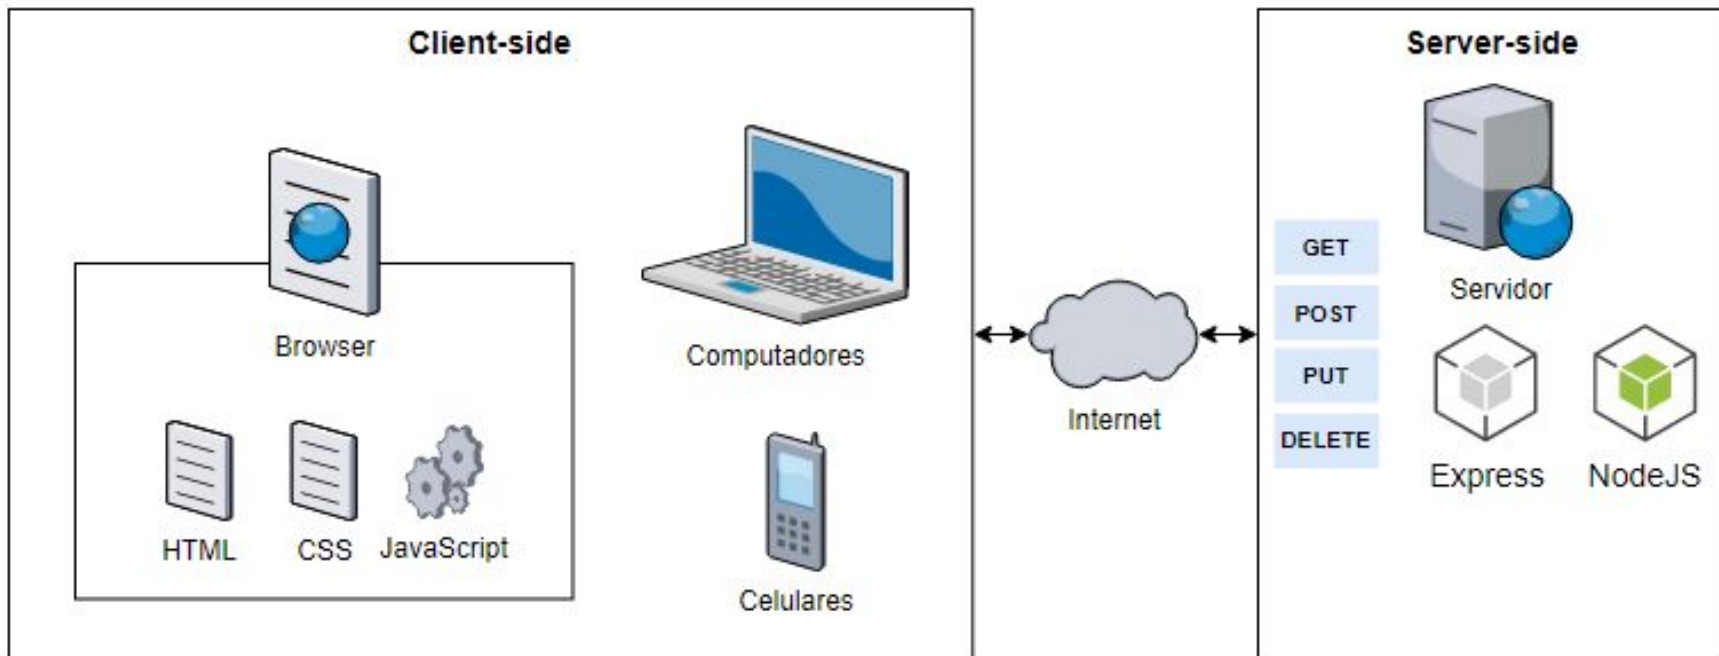 Client-side
Browser
HTML
CSS
JavaScript
Computadores
Celulares
Internet
Server-side
Servidor
GET
POST
PUT
DELETE
Express
NodeJS